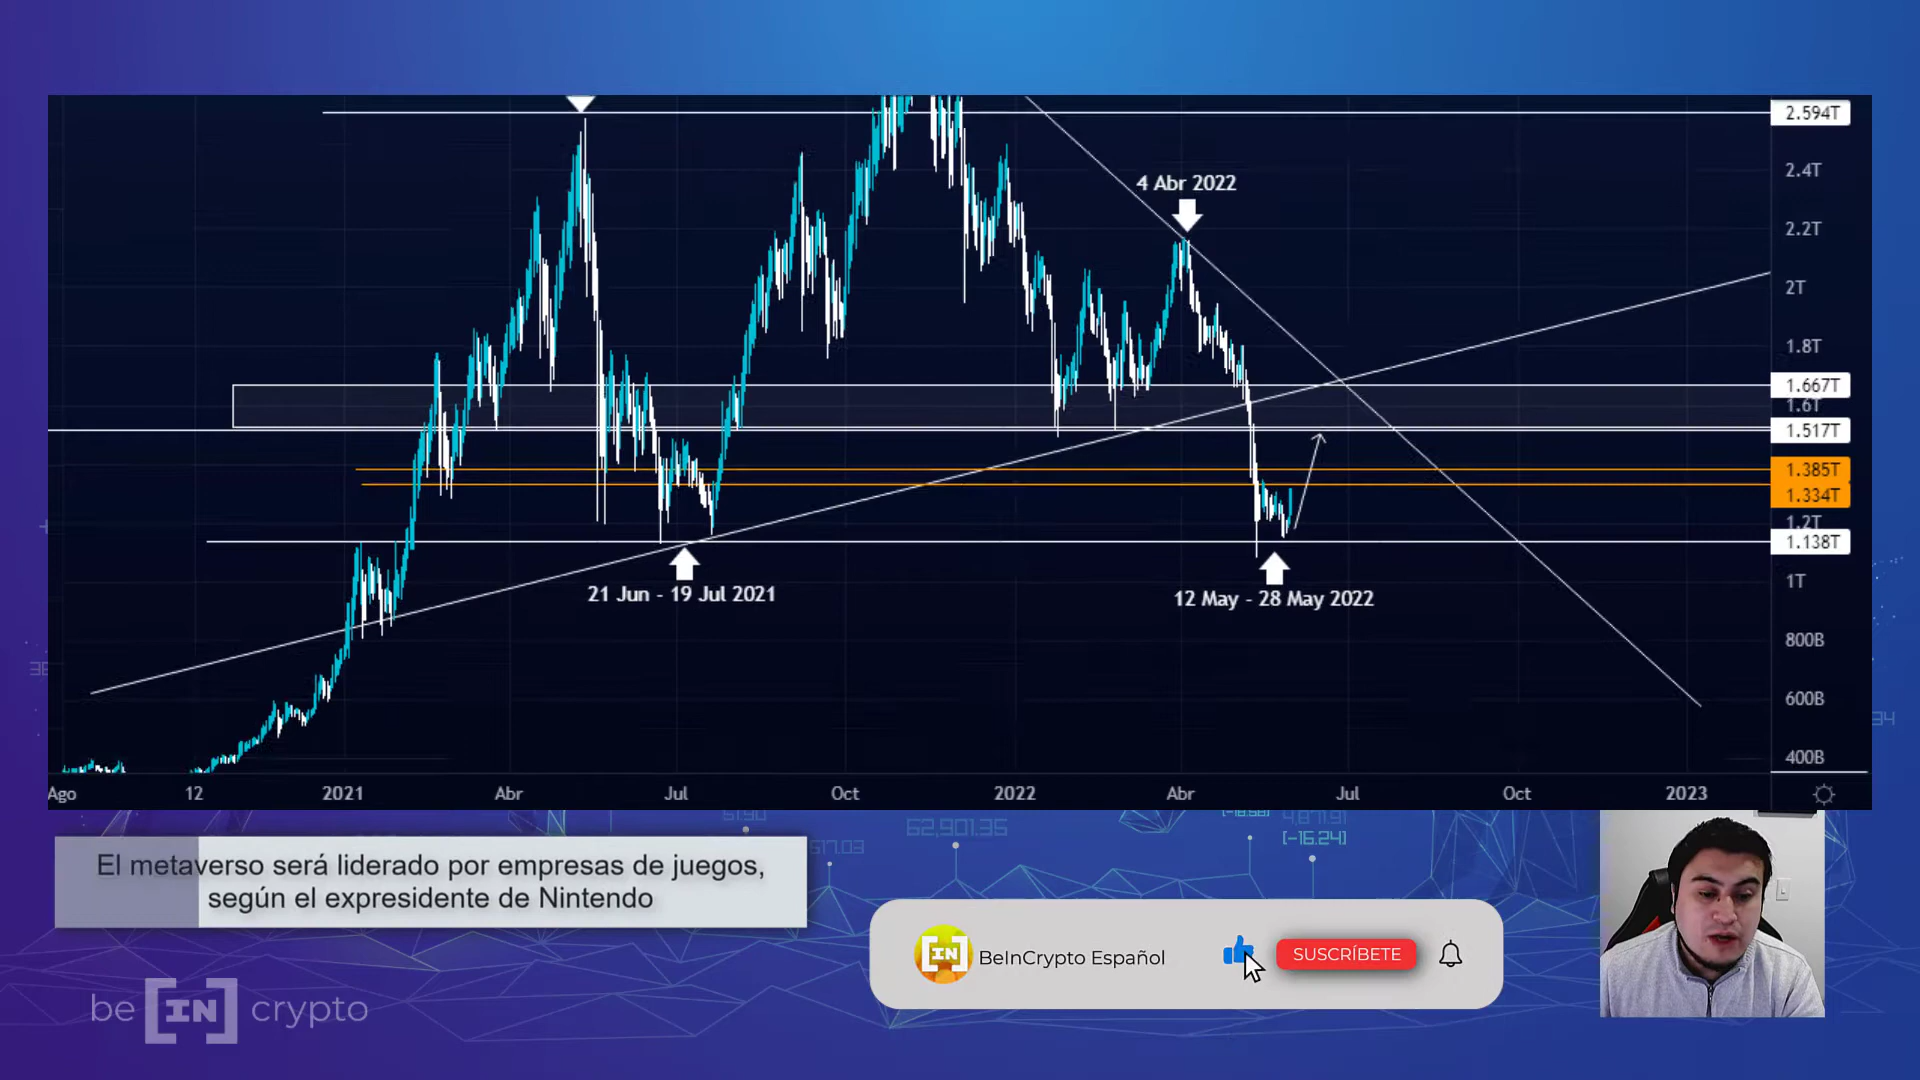 2.594T
2.4T
4 Abr 2022
2.2T
2T
1.8T
1.667T
1.6T
1.517T
1.385T
1.334T
1.2T
1.138T
1T
21 Jun - 19 Jul 2021
12 May - 28 May 2022
800B
600B
400B
Ago 12 2021 Abr Jul Oct 2022 Abr Jul Oct 2023
62,901.35
[-16.24]
El metaverso será liderado por empresas de juegos,
según el expresidente de Nintendo
[IN] BeInCrypto Español SUSCRÍBETE
be [IN] crypto